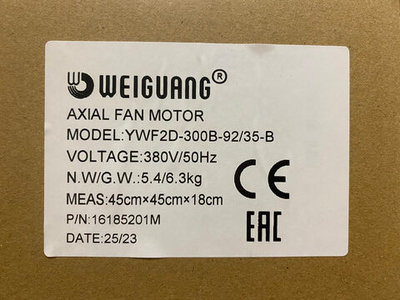 WEIGUANG®
AXIAL FAN MOTOR
MODEL:YWF2D-300B-92/35-B
VOLTAGE:380V/50Hz
N.W/G.W.:5.4/6.3kg
MEAS:45cm×45cm×18cm
P/N:16185201M
DATE:25/23
CE
EAC